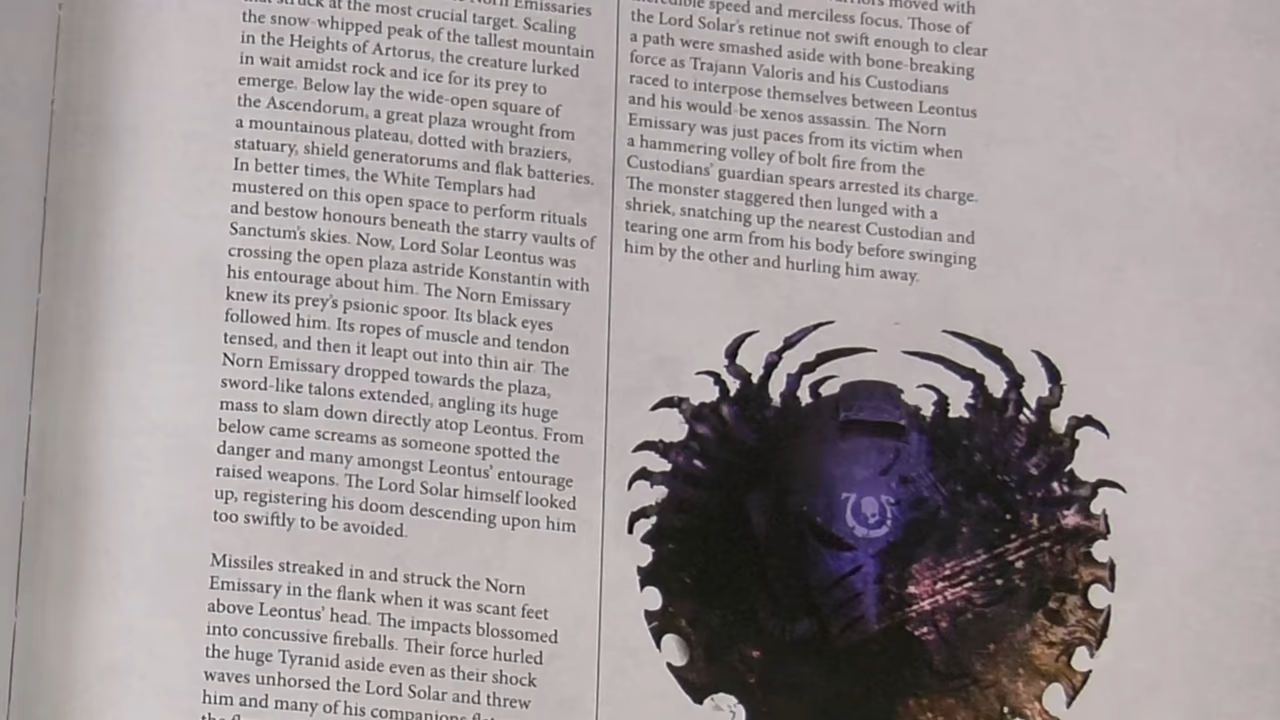 Norn Emissaries
struck at the most crucial target. Scaling
the snow-whipped peak of the tallest mountain
in the Heights of Artorus, the creature lurked
in wait amidst rock and ice for its prey to
emerge. Below lay the wide-open square of
the Ascendorum, a great plaza wrought from
a mountainous plateau, dotted with braziers,
statuary, shield generatorums and flak batteries.
In better times, the White Templars had
mustered on this open space to perform rituals
and bestow honours beneath the starry vaults of
Sanctum's skies. Now, Lord Solar Leontus was
crossing the open plaza astride Konstantin with
his entourage about him. The Norn Emissary
knew its prey's psionic spoor. Its black eyes
followed him. Its ropes of muscle and tendon
tensed, and then it leapt out into thin air. The
Norn Emissary dropped towards the plaza,
sword-like talons extended, angling its huge
mass to slam down directly atop Leontus. From
below came screams as someone spotted the
danger and many amongst Leontus' entourage
raised weapons. The Lord Solar himself looked
up, registering his doom descending upon him
too swiftly to be avoided.
Missiles streaked in and struck the Norn
Emissary in the flank when it was scant feet
above Leontus' head. The impacts blossomed
into concussive fireballs. Their force hurled
the huge Tyranid aside even as their shock
waves unhorsed the Lord Solar and threw
him and many of his companions
moved with
speed and merciless focus. Those of
the Lord Solar's retinue not swift enough to clear
a path were smashed aside with bone-breaking
force as Trajann Valoris and his Custodians
raced to interpose themselves between Leontus
and his would-be xenos assassin. The Norn
Emissary was just paces from its victim when
a hammering volley of bolt fire from the
Custodians' guardian spears arrested its charge.
The monster staggered then lunged with a
shriek, snatching up the nearest Custodian and
tearing one arm from his body before swinging
him by the other and hurling him away.